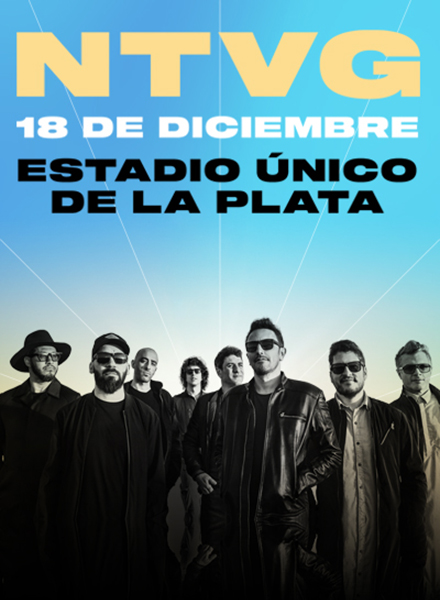 NTVG
18 DE DICIEMBRE
ESTADIO ÚNICO
DE LA PLATA